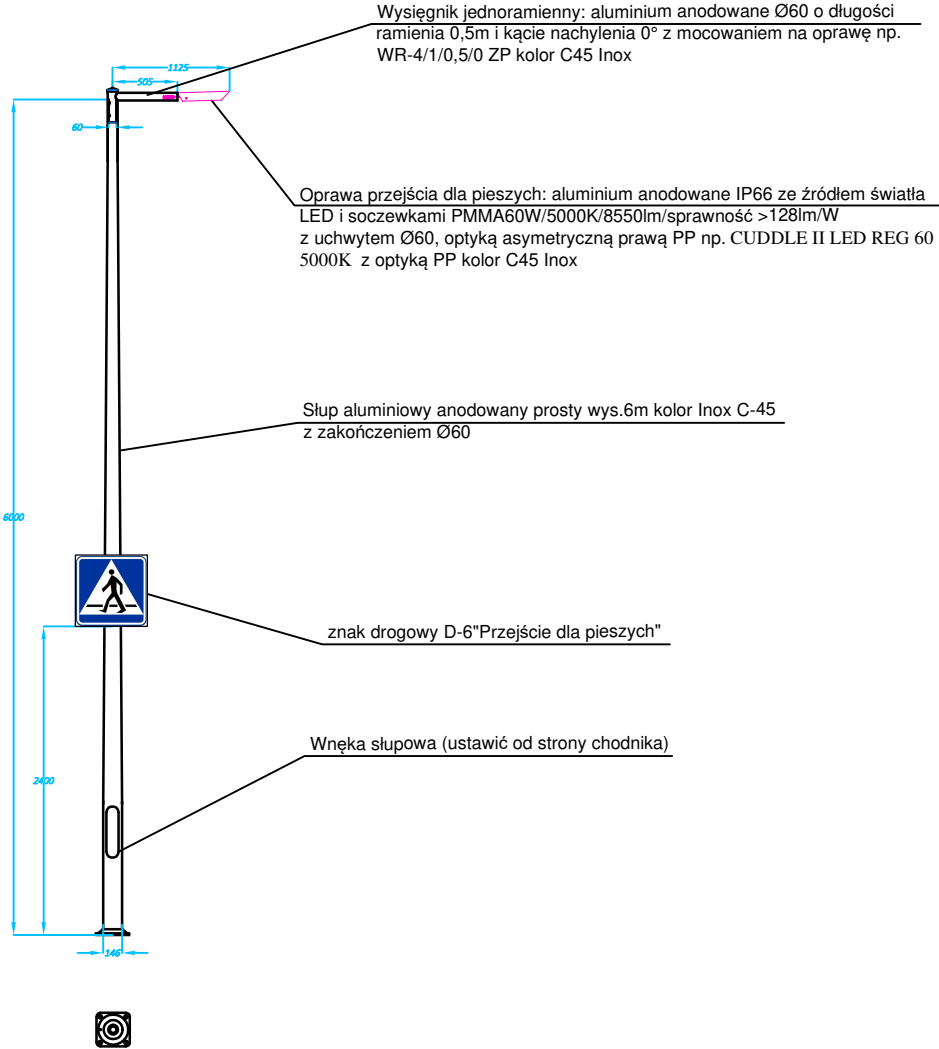 Wysięgnik jednoramienny: aluminium anodowane Ø60 o długości
ramienia 0,5m i kącie nachylenia 0° z mocowaniem na oprawę np.
WR-4/1/0,5/0 ZP kolor C45 Inox
1125
505
60
Oprawa przejścia dla pieszych: aluminium anodowane IP66 ze źródłem światła
LED i soczewkami PMMA60W/5000K/8550lm/sprawność >128lm/W
z uchwytem Ø60, optyką asymetryczną prawą PP np. CUDDLE II LED REG 60
5000K z optyką PP kolor C45 Inox
Słup aluminiowy anodowany prosty wys.6m kolor Inox C-45
z zakończeniem Ø60
6000
znak drogowy D-6"Przejście dla pieszych"
Wnęka słupowa (ustawić od strony chodnika)
2400
146